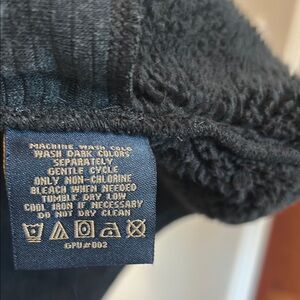 MACHINE WASH COLD
WASH DARK COLORS
SEPARATELY
GENTLE CYCLE
ONLY NON-CHLORINE
BLEACH WHEN NEEDED
TUMBLE DRY LOW
COOL IRON IF NECESSARY
DO NOT DRY CLEAN
GPU#002